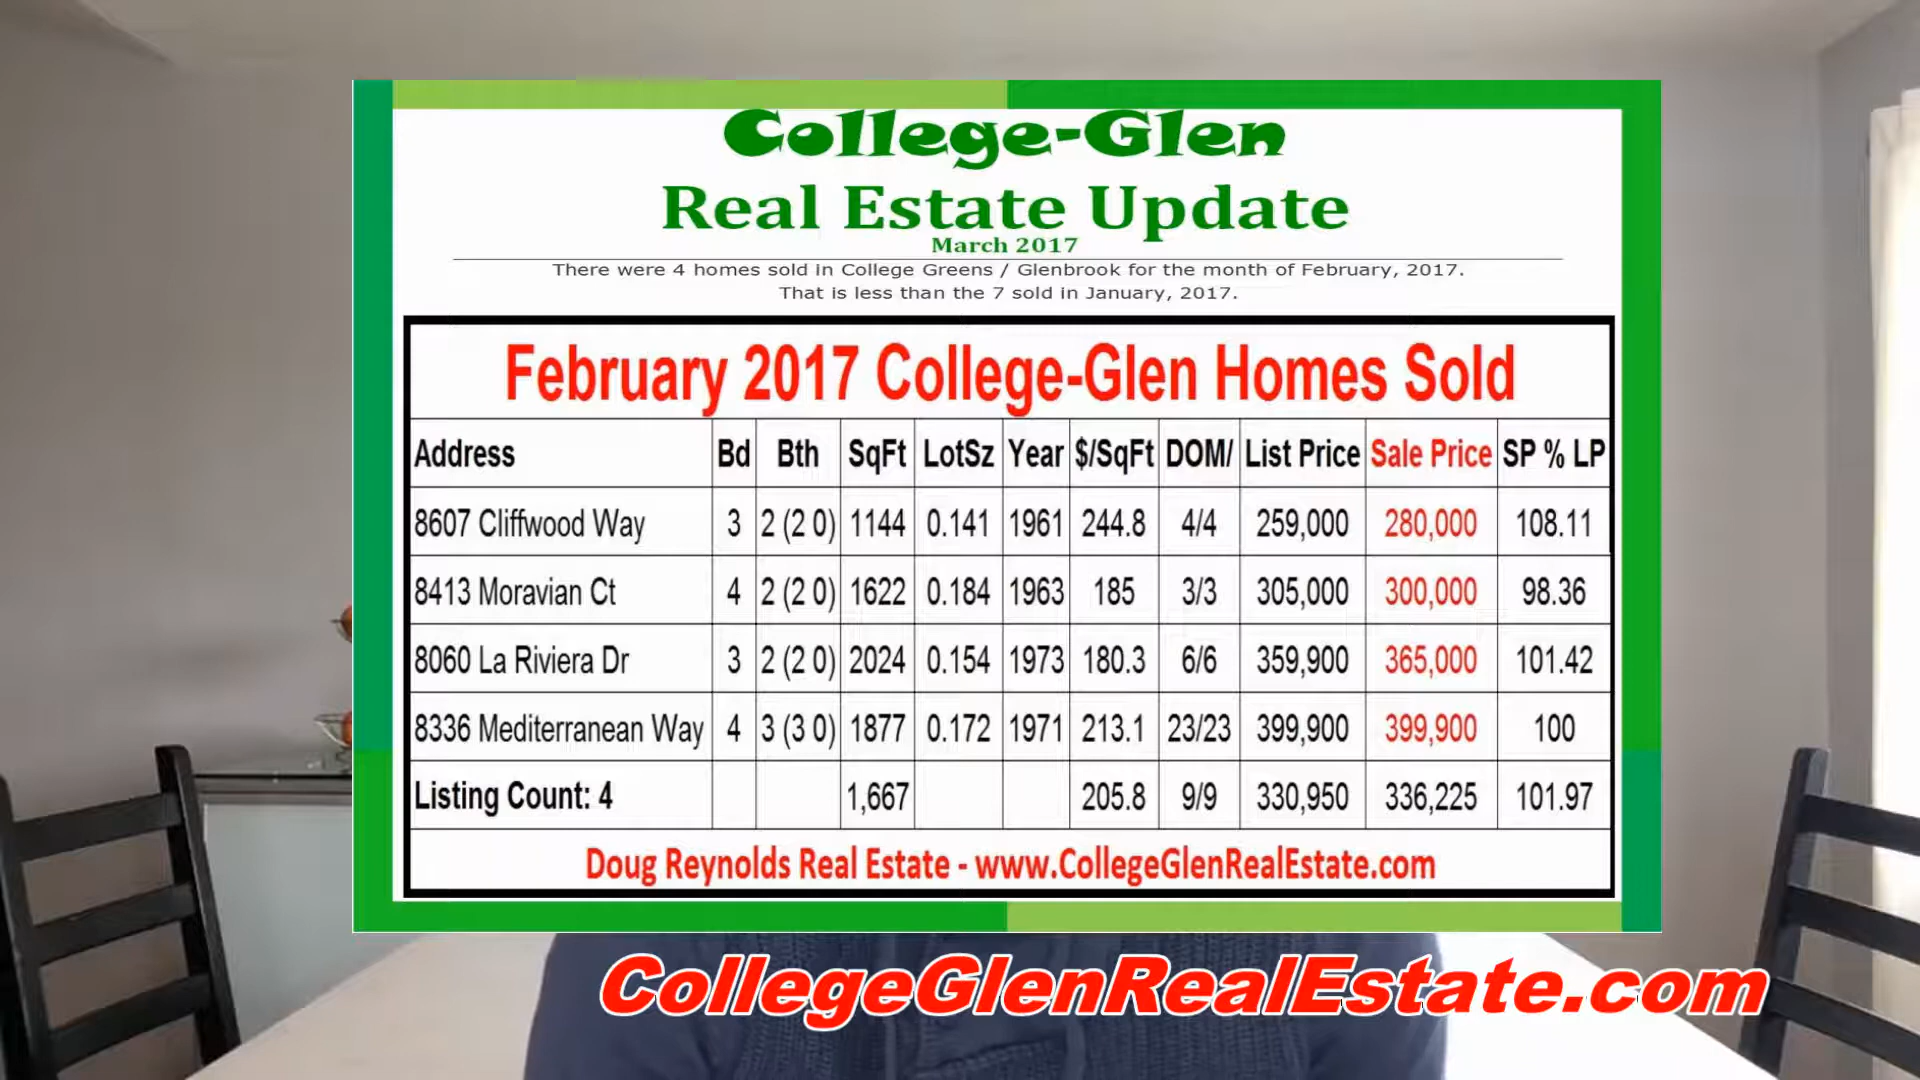 College-Glen
Real Estate Update
March 2017
There were 4 homes sold in College Greens / Glenbrook for the month of February, 2017.
That is less than the 7 sold in January, 2017.
February 2017 College-Glen Homes Sold
Address Bd Bth SqFt LotSz Year $/SqFt DOM/ List Price Sale Price SP % LP
8607 Cliffwood Way 3 2 (2 0) 1144 0.141 1961 244.8 4/4 259,000 280,000 108.11
8413 Moravian Ct 4 2 (2 0) 1622 0.184 1963 185 3/3 305,000 300,000 98.36
8060 La Riviera Dr 3 2 (2 0) 2024 0.154 1973 180.3 6/6 359,900 365,000 101.42
8336 Mediterranean Way 4 3 (3 0) 1877 0.172 1971 213.1 23/23 399,900 399,900 100
Listing Count: 4 1,667 205.8 9/9 330,950 336,225 101.97
Doug Reynolds Real Estate - www.CollegeGlenRealEstate.com
CollegeGlenRealEstate.com